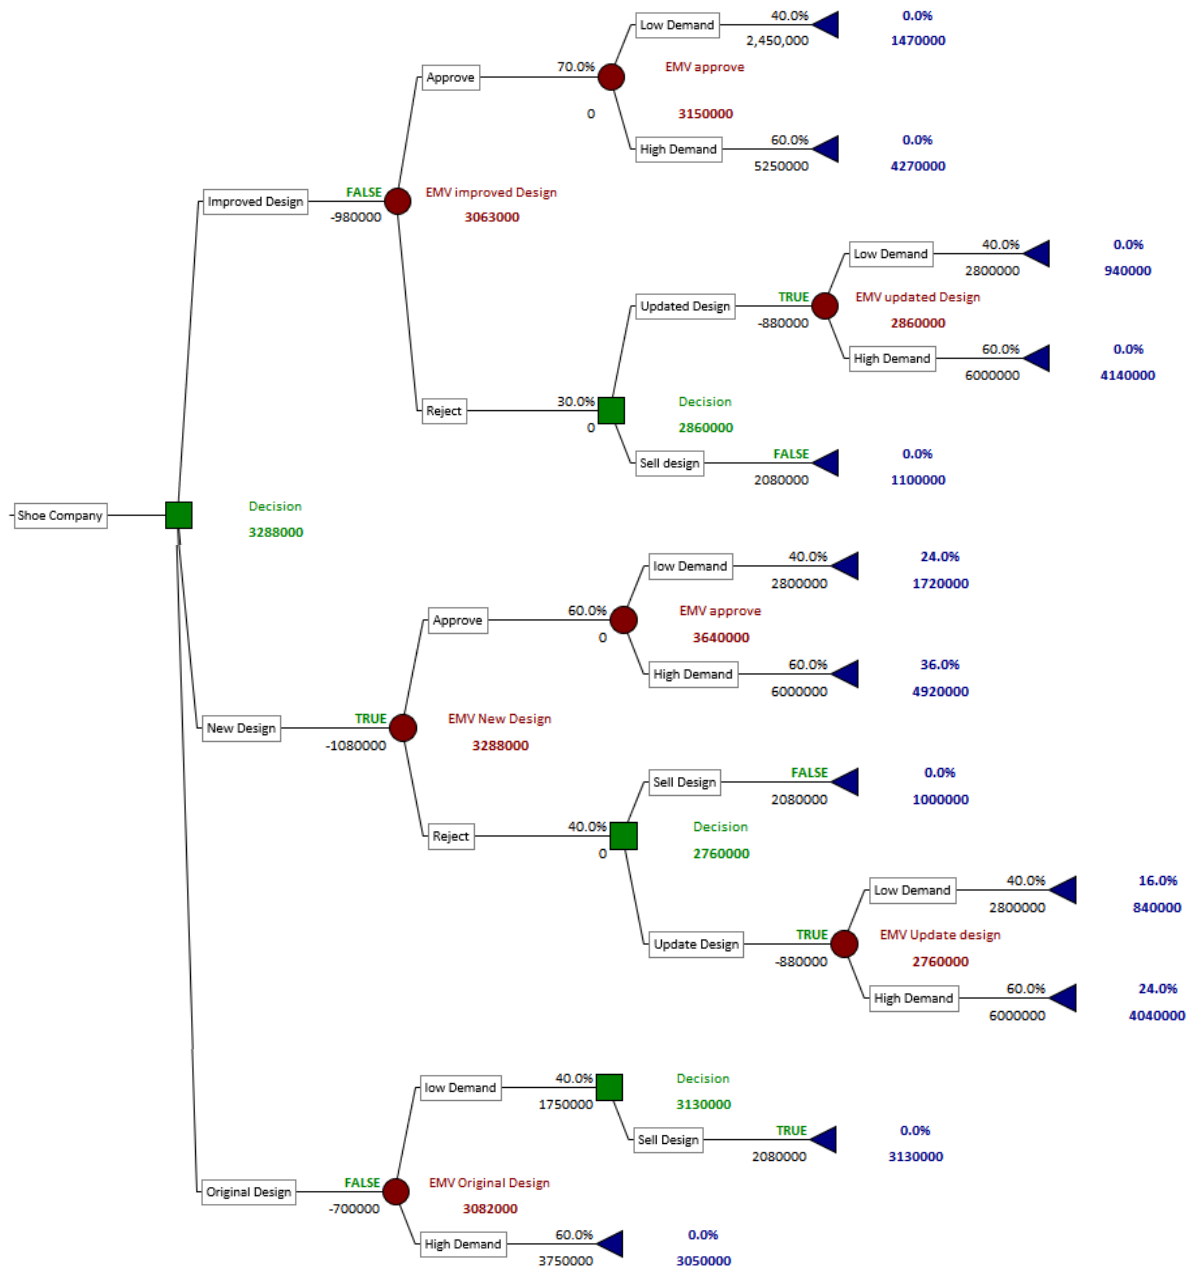 40.0% 0.0%
Low Demand
2,450,000 1470000
70.0% EMV approve
Approve
0 3150000
60.0% 0.0%
High Demand
5250000 4270000
FALSE EMV improved Design
Improved Design
-980000 3063000
40.0% 0.0%
Low Demand
2800000 940000
TRUE EMV updated Design
Updated Design
-880000 2860000
60.0% 0.0%
High Demand
6000000 4140000
30.0% Decision
Reject
0 2860000
FALSE 0.0%
Sell design
2080000 1100000
Decision
Shoe Company
3288000
40.0% 24.0%
low Demand
2800000 1720000
60.0% EMV approve
Approve
0 3640000
60.0% 36.0%
High Demand
6000000 4920000
TRUE EMV New Design
New Design
-1080000 3288000
FALSE 0.0%
Sell Design
2080000 1000000
40.0% Decision
Reject
0 2760000
40.0% 16.0%
Low Demand
2800000 840000
TRUE EMV Update design
Update Design
-880000 2760000
60.0% 24.0%
High Demand
6000000 4040000
40.0% Decision
low Demand
1750000 3130000
TRUE 0.0%
Sell Design
2080000 3130000
FALSE EMV Original Design
Original Design
-700000 3082000
60.0% 0.0%
High Demand
3750000 3050000